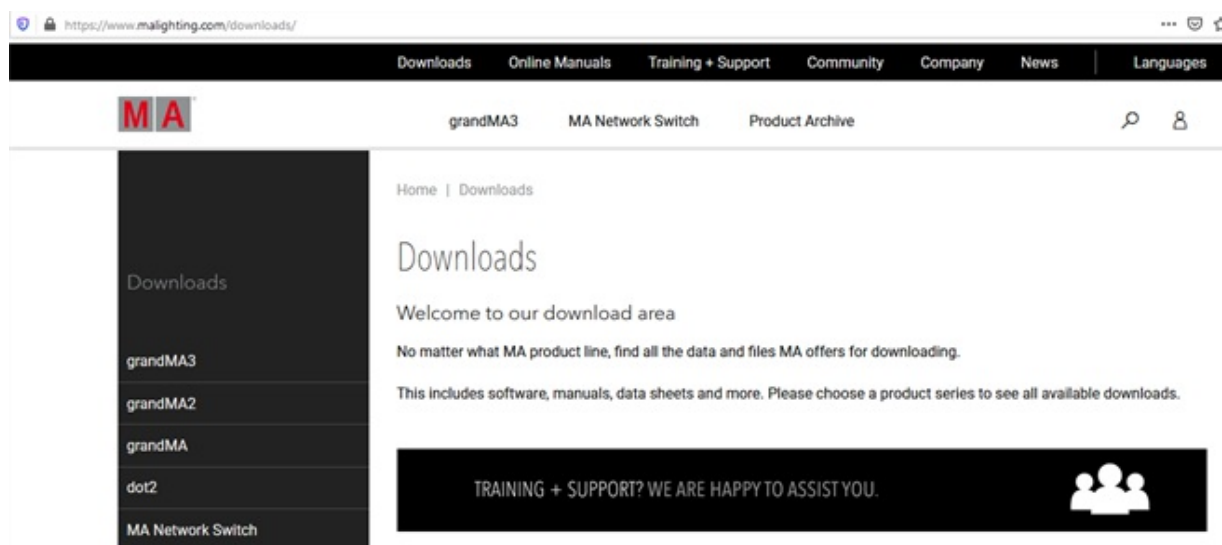 https://www.malighting.com/downloads/
Downloads Online Manuals Training + Support Community Company News Languages
MA
grandMA3 MA Network Switch Product Archive
Home | Downloads
Downloads
Welcome to our download area
No matter what MA product line, find all the data and files MA offers for downloading.
This includes software, manuals, data sheets and more. Please choose a product series to see all available downloads.
TRAINING + SUPPORT? WE ARE HAPPY TO ASSIST YOU.
Downloads
grandMA3
grandMA2
grandMA
dot2
MA Network Switch